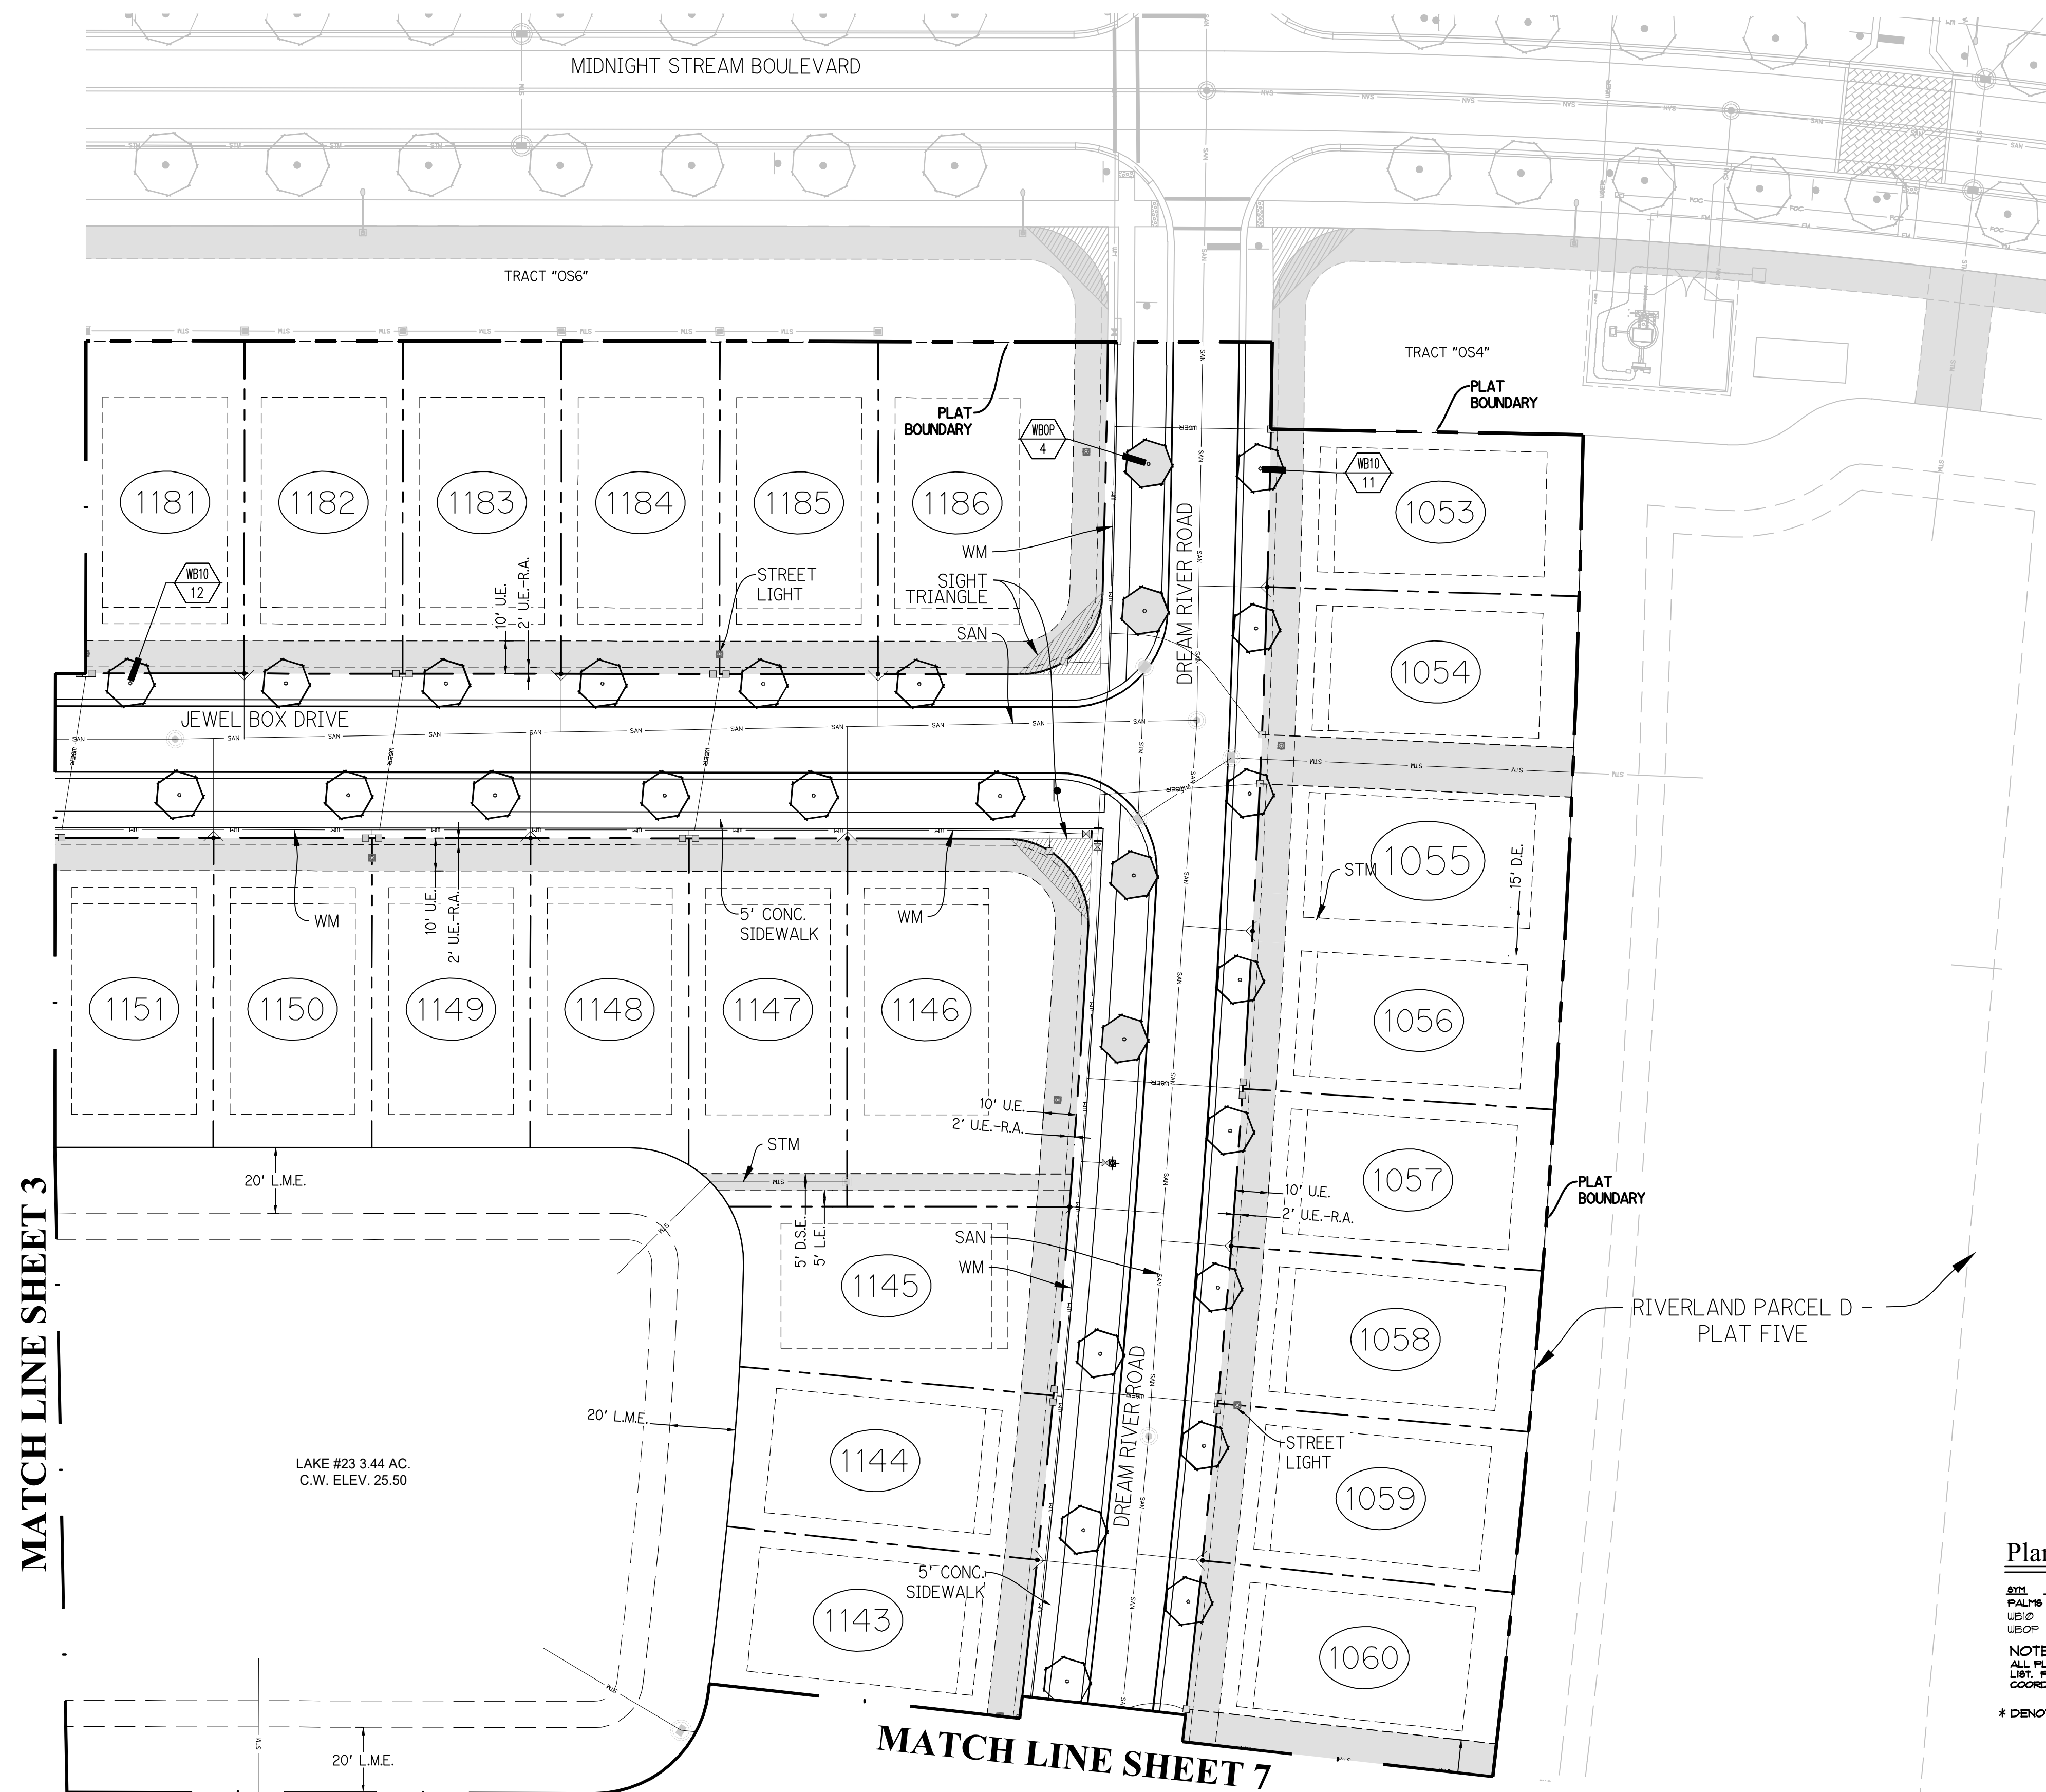 MIDNIGHT STREAM BOULEVARD
TRACT "OS6"
TRACT "OS4"
PLAT
BOUNDARY
PLAT
BOUNDARY
WBOP
4
WB10
11
1181
1182
1183
1184
1185
1186
1053
WM
SIGHT
TRIANGLE
SAN
STREET
LIGHT
10' U.E.
2' U.E.-R.A.
WB10
12
DREAM RIVER ROAD
1054
JEWEL BOX DRIVE
1055
STM
15' D.E.
WM
10' U.E.
2' U.E.-R.A.
5' CONC.
SIDEWALK
WM
1151
1150
1149
1148
1147
1146
1056
10' U.E.
2' U.E.-R.A.
STM
20' L.M.E.
5' D.S.E.
5' L.E.
1057
10' U.E.
2' U.E.-R.A.
PLAT
BOUNDARY
SAN
WM
1145
RIVERLAND PARCEL D -
PLAT FIVE
1058
MATCH LINE SHEET 3
20' L.M.E.
DREAM RIVER ROAD
STREET
LIGHT
LAKE #23 3.44 AC.
C.W. ELEV. 25.50
1144
1059
5' CONC.
SIDEWALK
1143
1060
20' L.M.E.
MATCH LINE SHEET 7
SYM
PALMS
WB10
WBOP